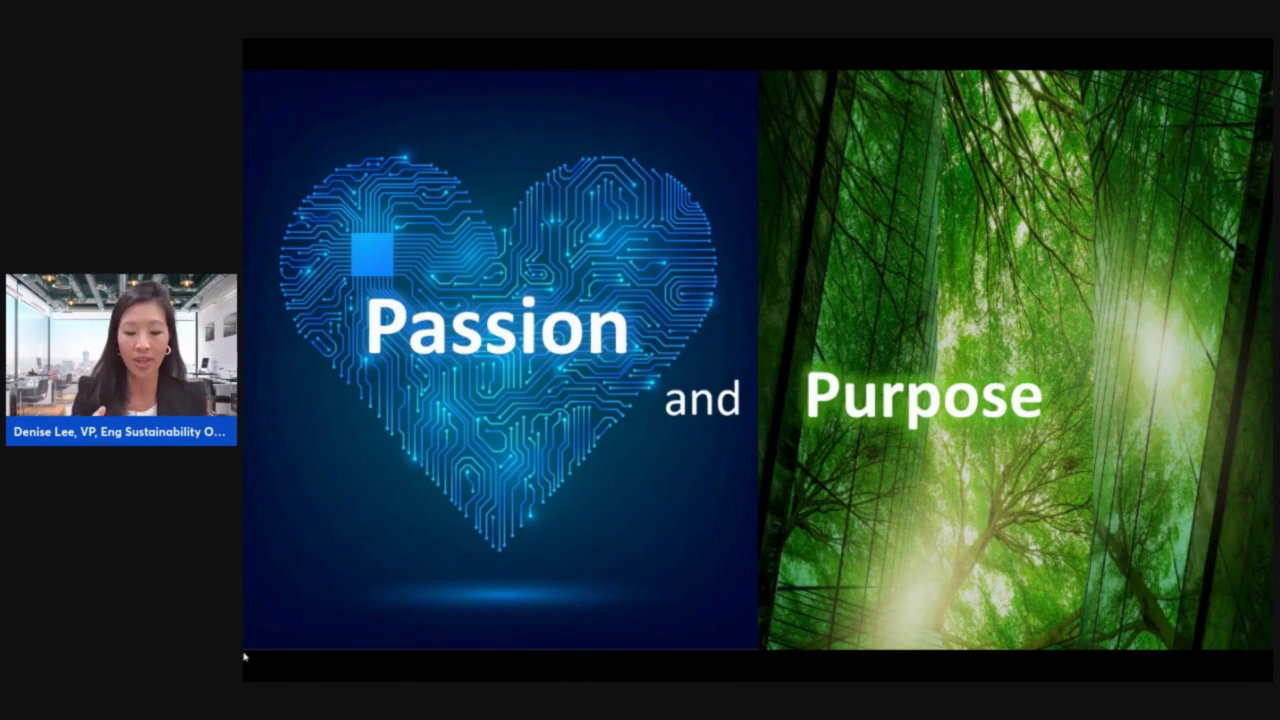 Passion
and
Purpose
Denise Lee, VP, Eng Sustainability O...